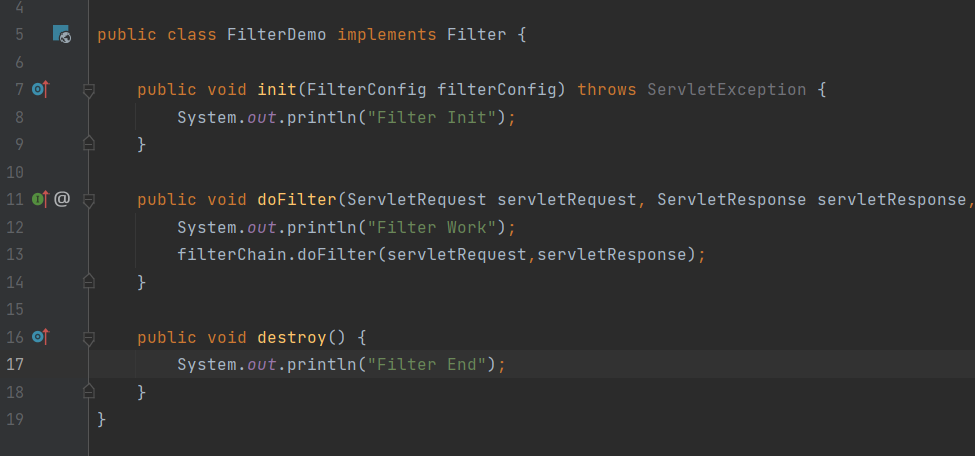 4
5 public class FilterDemo implements Filter {
6
7 public void init(FilterConfig filterConfig) throws ServletException {
8 System.out.println("Filter Init");
9 }
10
11 @ public void doFilter(ServletRequest servletRequest, ServletResponse servletResponse,
12 System.out.println("Filter Work");
13 filterChain.doFilter(servletRequest,servletResponse);
14 }
15
16 public void destroy() {
17 System.out.println("Filter End");
18 }
19 }